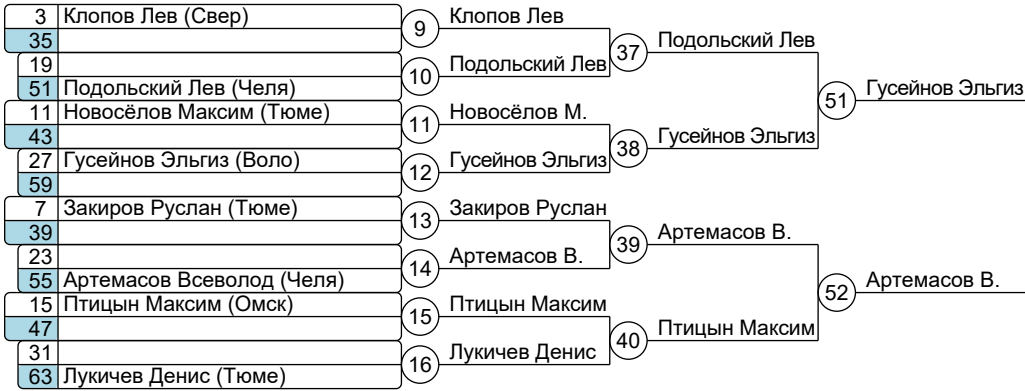 3 Клопов Лев (Свер)
35
19
51 Подольский Лев (Челя)
11 Новосёлов Максим (Тюме)
43
27 Гусейнов Эльгиз (Воло)
59
7 Закиров Руслан (Тюме)
39
23
55 Артемасов Всеволод (Челя)
15 Птицын Максим (Омск)
47
31
63 Лукичев Денис (Тюме)
9 Клопов Лев
10 Подольский Лев
11 Новосёлов М.
12 Гусейнов Эльгиз
13 Закиров Руслан
14 Артемасов В.
15 Птицын Максим
16 Лукичев Денис
37 Подольский Лев
38 Гусейнов Эльгиз
39 Артемасов В.
40 Птицын Максим
51 Гусейнов Эльгиз
52 Артемасов В.